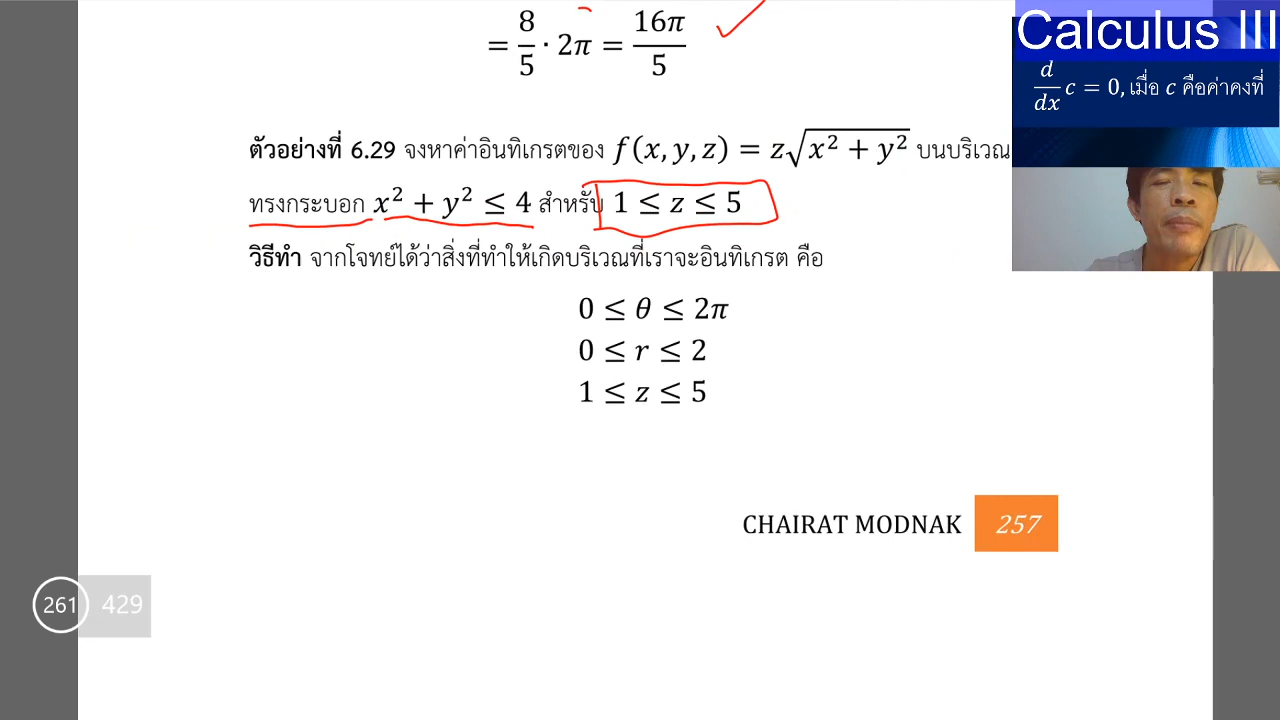 = 8/5 · 2π = 16π/5
Calculus III
d/dx c = 0, เมื่อ c คือค่าคงที่
ตัวอย่างที่ 6.29 จงหาค่าอินทิเกรตของ f(x, y, z) = z√(x² + y²) บนบริเวณ
ทรงกระบอก x² + y² ≤ 4 สำหรับ 1 ≤ z ≤ 5
วิธีทำ จากโจทย์ได้ว่าสิ่งที่ทำให้เกิดบริเวณที่เราจะอินทิเกรต คือ
0 ≤ θ ≤ 2π
0 ≤ r ≤ 2
1 ≤ z ≤ 5
CHAIRAT MODNAK 257
261 429